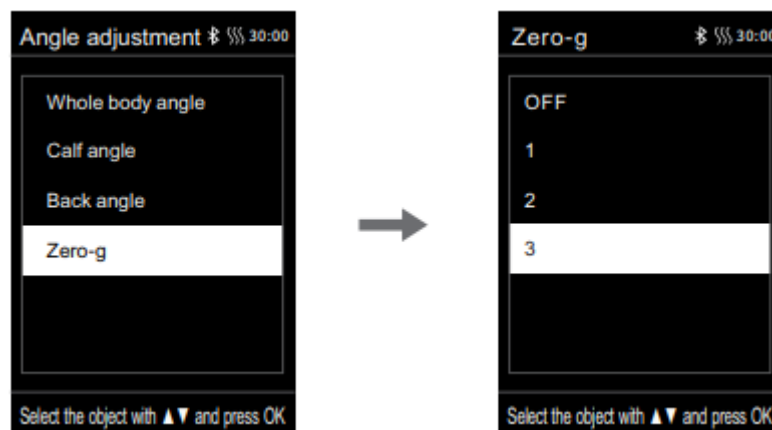 Angle adjustment 30:00
Whole body angle
Calf angle
Back angle
Zero-g
Select the object with ▲▼ and press OK
Zero-g 30:00
OFF
1
2
3
Select the object with ▲▼ and press OK